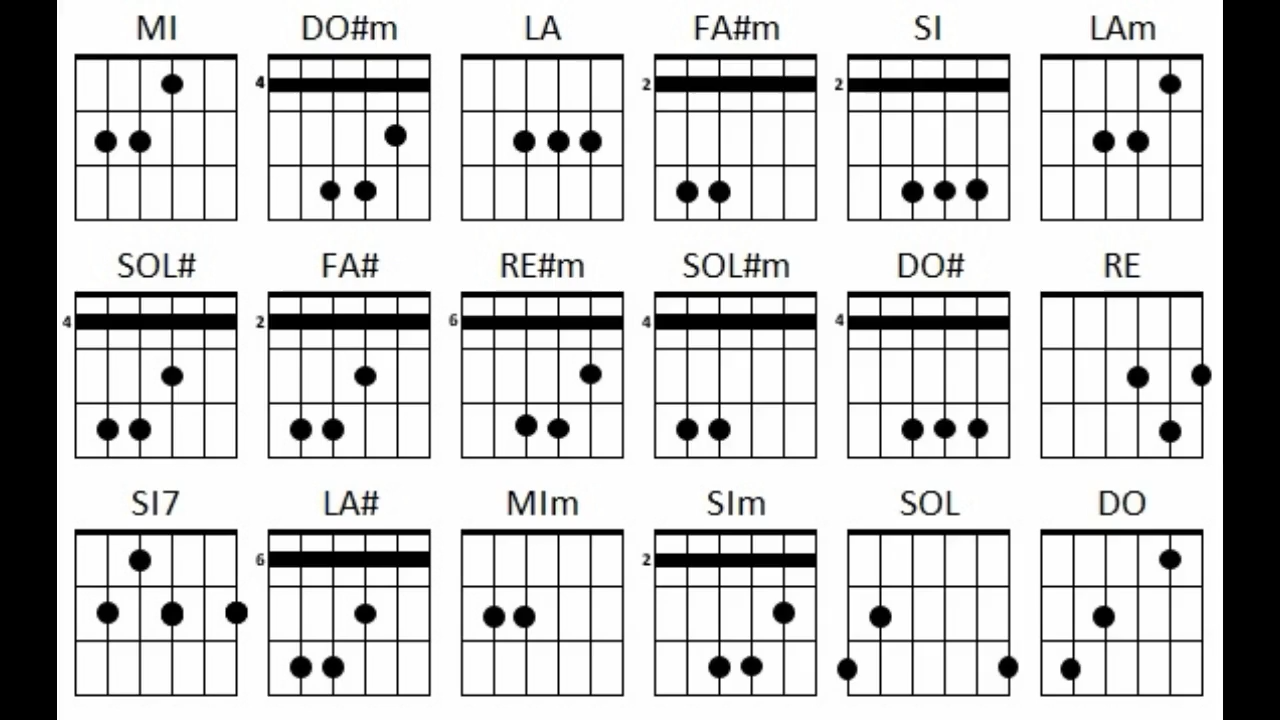 MI DO#m LA FA#m SI LAm
4 2 2
SOL# FA# RE#m SOL#m DO# RE
4 2 6 4 4
SI7 LA# MIm SIm SOL DO
6 2